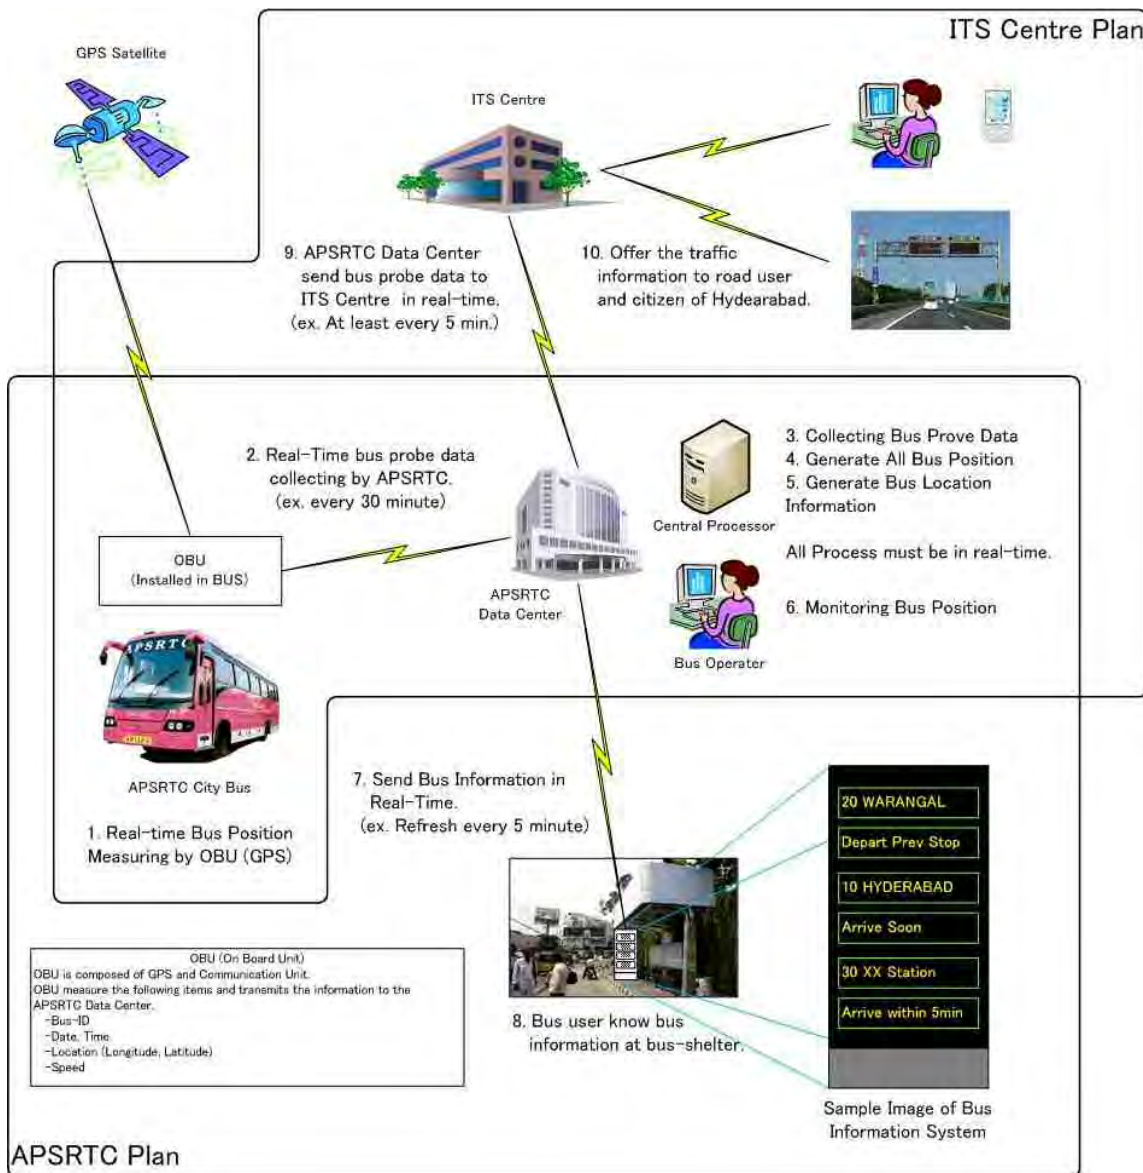 ITS Centre Plan
GPS Satellite
ITS Centre
9. APSRTC Data Center
send bus probe data to
ITS Centre in real-time.
(ex. At least every 5 min.)
10. Offer the traffic
information to road user
and citizen of Hydearabad.
2. Real-Time bus probe data
collecting by APSRTC.
(ex. every 30 minute)
3. Collecting Bus Prove Data
4. Generate All Bus Position
5. Generate Bus Location
Information
Central Processor
All Process must be in real-time.
OBU
(Installed in BUS)
APSRTC
Data Center
6. Monitoring Bus Position
Bus Operater
APSRTC
APSRTC City Bus
1. Real-time Bus Position
Measuring by OBU (GPS)
7. Send Bus Information in
Real-Time.
(ex. Refresh every 5 minute)
20 WARANGAL
Depart Prev Stop
10 HYDERABAD
Arrive Soon
30 XX Station
Arrive within 5min
8. Bus user know bus
information at bus-shelter.
Sample Image of Bus
Information System
OBU (On Board Unit)
OBU is composed of GPS and Communication Unit.
OBU measure the following items and transmits the information to the
APSRTC Data Center.
-Bus-ID
-Date, Time
-Location (Longitude, Latitude)
-Speed
APSRTC Plan